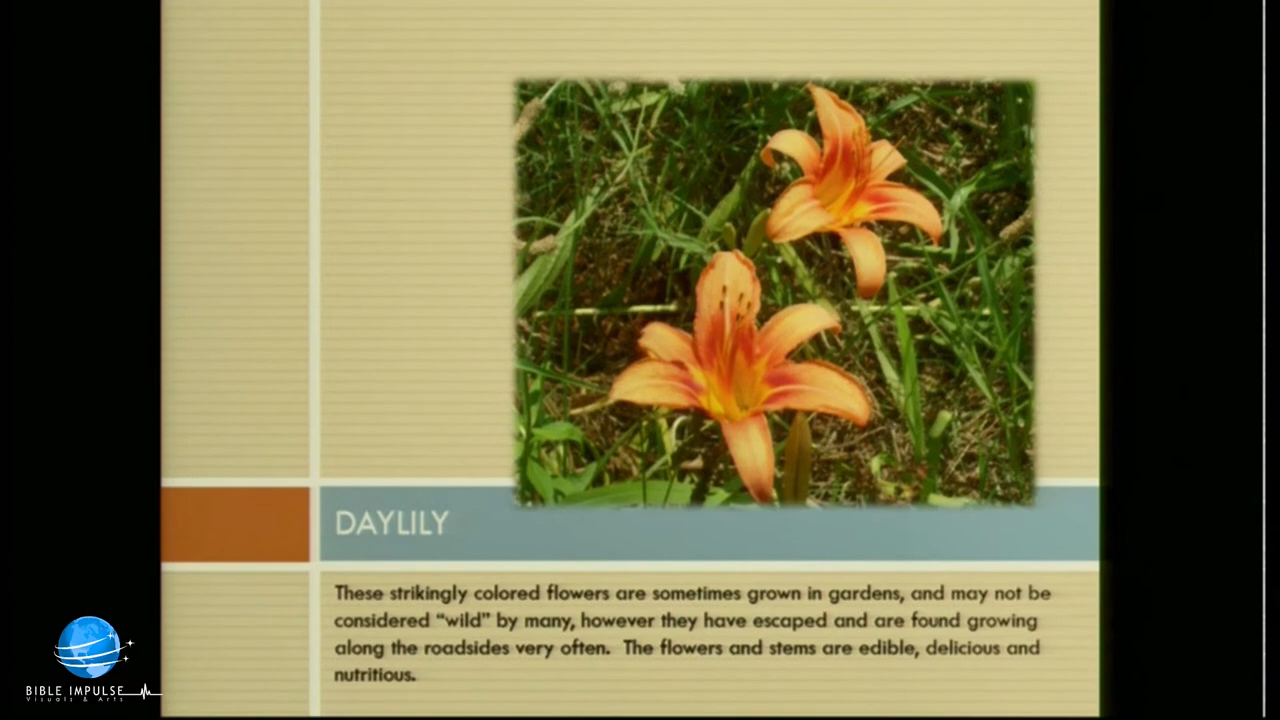 DAYLILY
These strikingly colored flowers are sometimes grown in gardens, and may not be
considered “wild” by many, however they have escaped and are found growing
along the roadsides very often.  The flowers and stems are edible, delicious and
nutritious.
BIBLE IMPULSE
Visuals & Arts